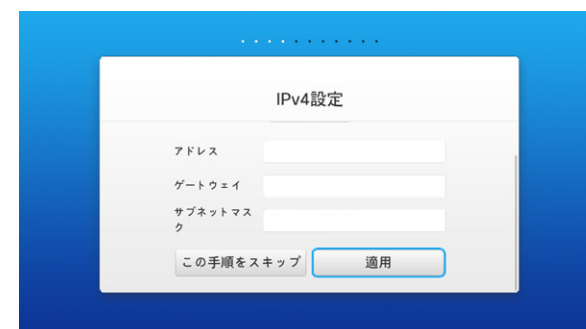 IPv4設定
アドレス
ゲートウェイ
サブネットマス
ク
この手順をスキップ
適用